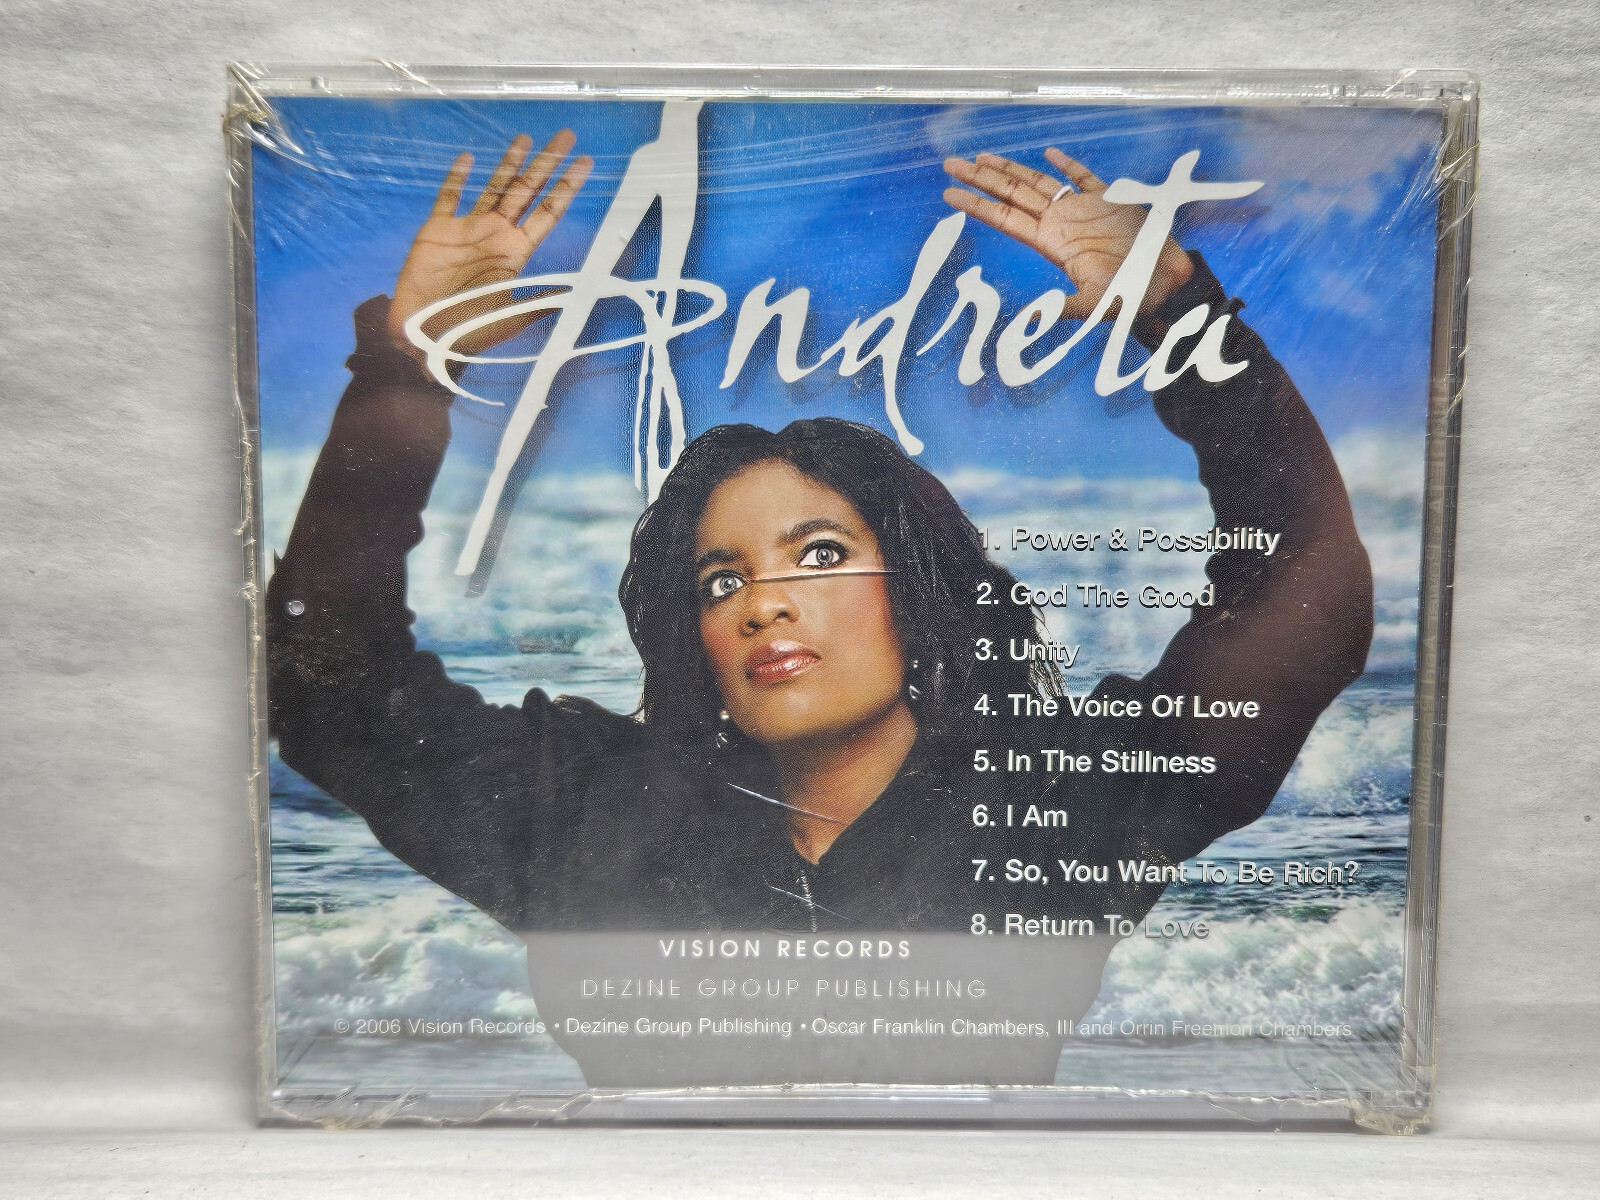 Andreta
1. Power & Possibility
2. God The Good
3. Unity
4. The Voice Of Love
5. In The Stillness
6. I Am
7. So, You Want To Be Rich?
8. Return To Love
VISION RECORDS
DEZINE GROUP PUBLISHING
© 2006 Vision Records • Dezine Group Publishing • Oscar Franklin Chambers, III and Orrin Freemon Chambers